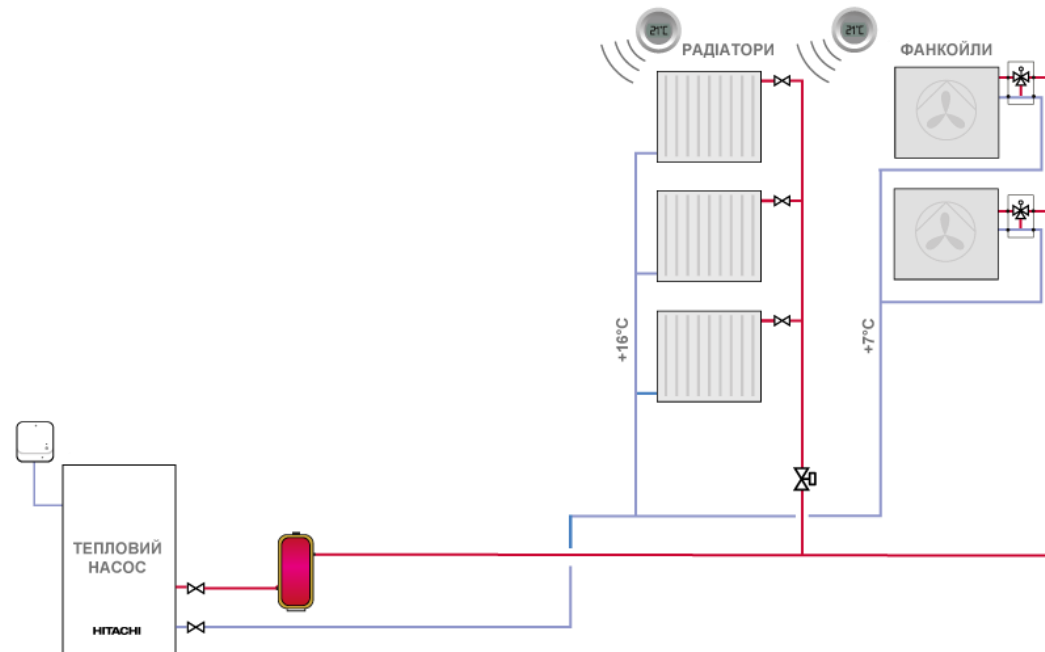 21°C
21°C
РАДІАТОРИ
ФАНКОЙЛИ
+16°C
+7°C
ТЕПЛОВИЙ
НАСОС
HITACHI